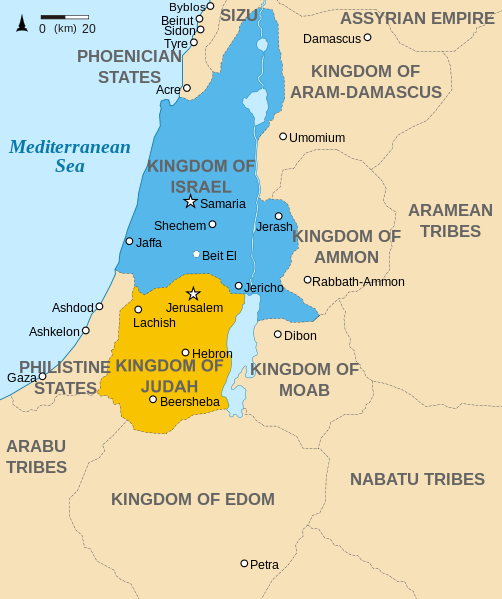 Byblos
SIZU
ASSYRIAN EMPIRE
0 (km) 20
Beirut
Sidon
Tyre
Damascus
PHOENICIAN
STATES
KINGDOM OF
ARAM-DAMASCUS
Acre
Umomium
Mediterranean
Sea
KINGDOM OF
ISRAEL
Samaria
ARAMEAN
TRIBES
Shechem
Jerash
KINGDOM OF
AMMON
Jaffa
Beit El
Rabbath-Ammon
Jericho
Ashdod
Jerusalem
Lachish
Ashkelon
Dibon
Hebron
PHILISTINE
STATES
Gaza
KINGDOM OF
JUDAH
KINGDOM OF
MOAB
Beersheba
ARABU
TRIBES
NABATU TRIBES
KINGDOM OF EDOM
Petra